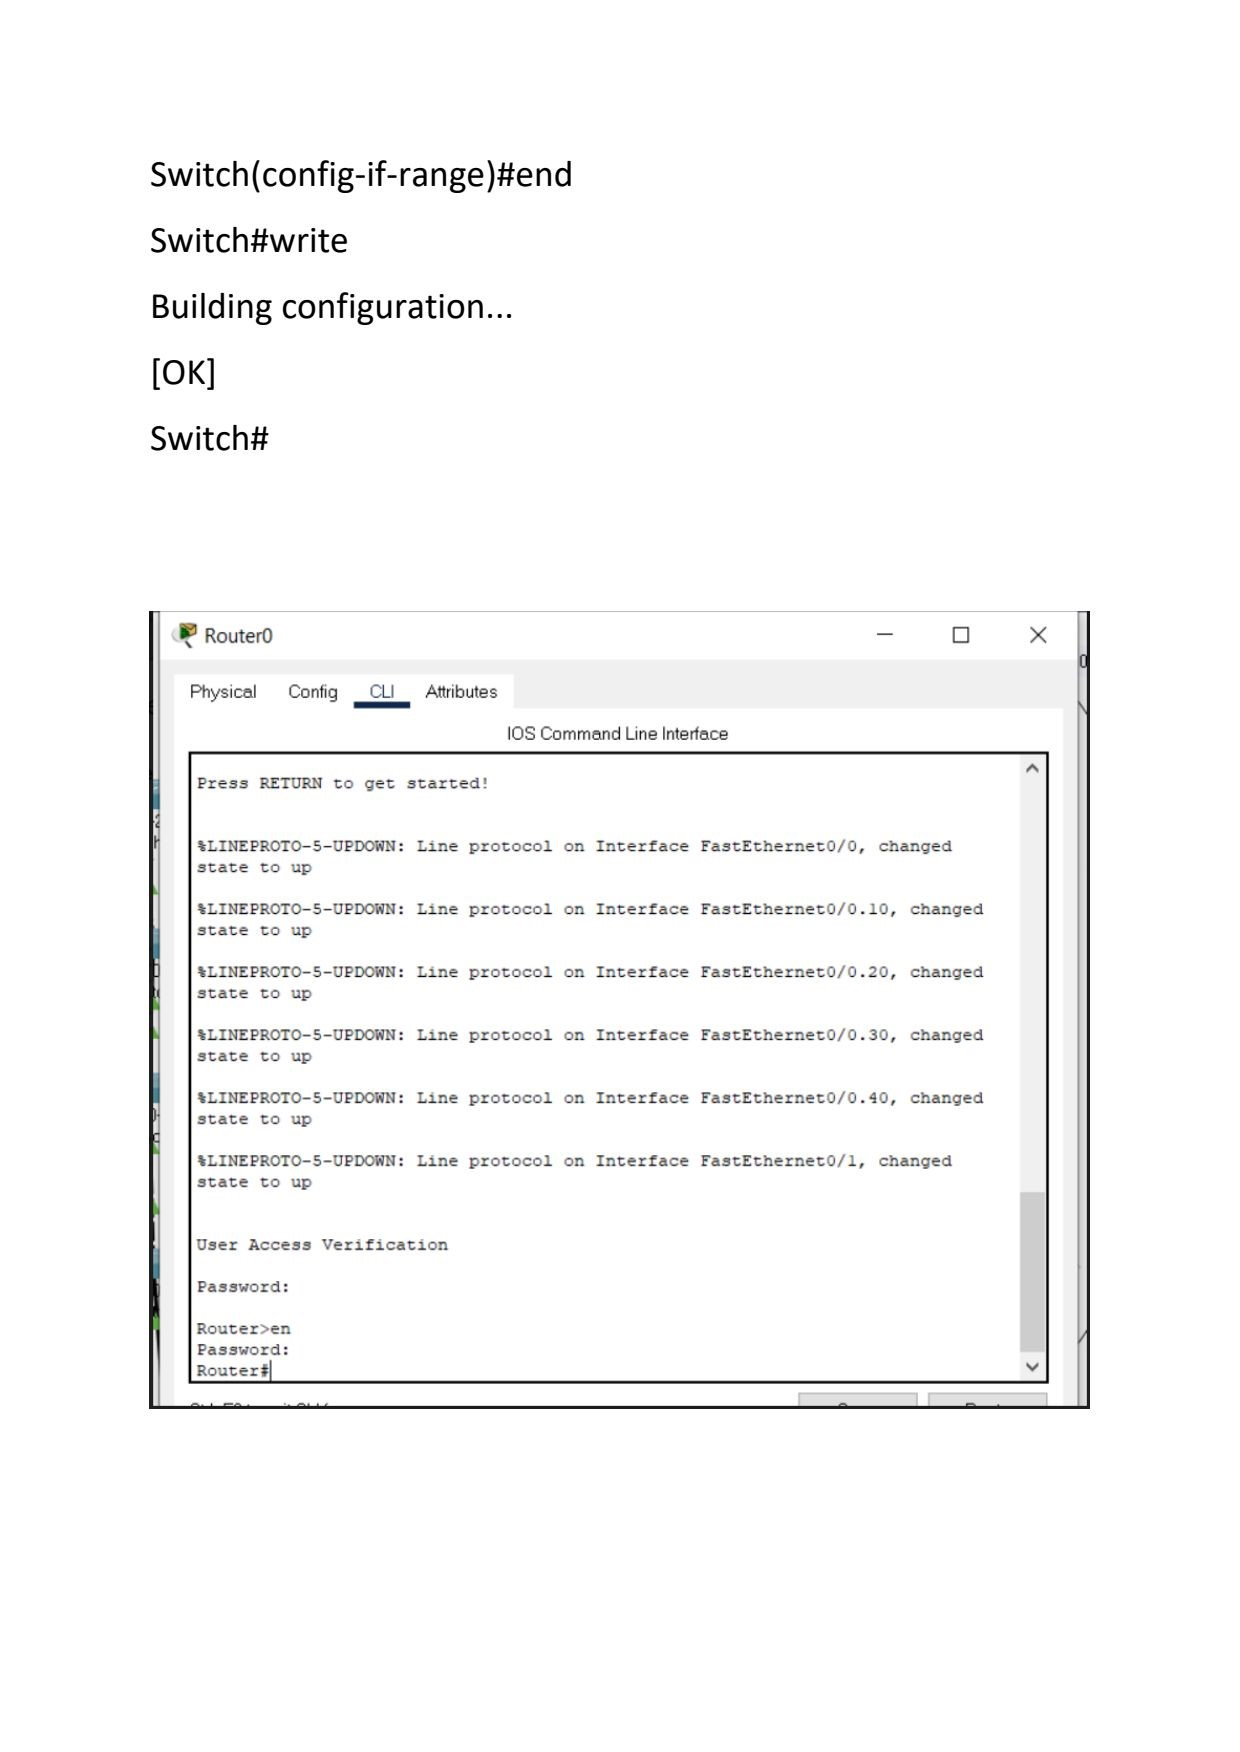 Switch(config-if-range)#end
Switch#write
Building configuration...
[OK]
Switch#
Router0
Physical Config CLI Attributes
IOS Command Line Interface
Press RETURN to get started!
%LINEPROTO-5-UPDOWN: Line protocol on Interface FastEthernet0/0, changed
state to up
%LINEPROTO-5-UPDOWN: Line protocol on Interface FastEthernet0/0.10, changed
state to up
%LINEPROTO-5-UPDOWN: Line protocol on Interface FastEthernet0/0.20, changed
state to up
%LINEPROTO-5-UPDOWN: Line protocol on Interface FastEthernet0/0.30, changed
state to up
%LINEPROTO-5-UPDOWN: Line protocol on Interface FastEthernet0/0.40, changed
state to up
%LINEPROTO-5-UPDOWN: Line protocol on Interface FastEthernet0/1, changed
state to up
User Access Verification
Password:
Router>en
Password:
Router#